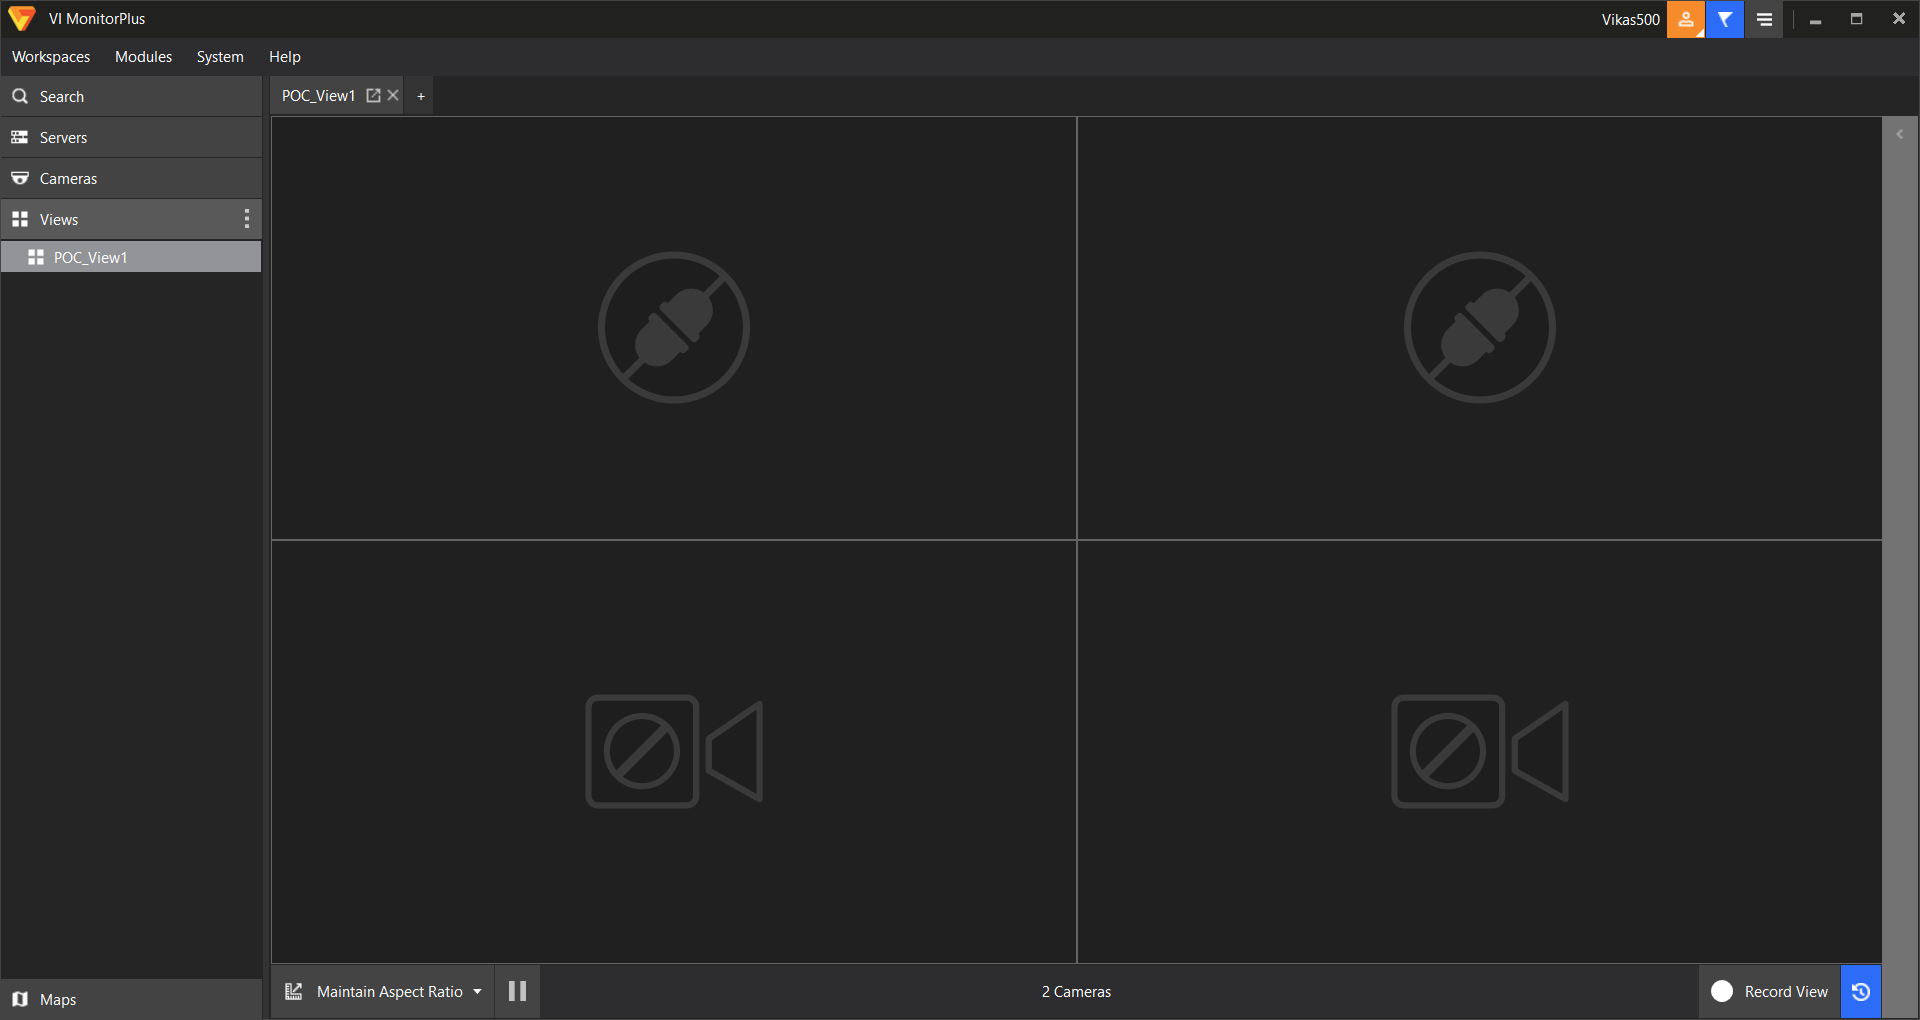 VI MonitorPlus
Vikas500
Workspaces Modules System Help
Search
Servers
Cameras
Views
POC_View1
Maps
POC_View1 +
Maintain Aspect Ratio
2 Cameras
Record View